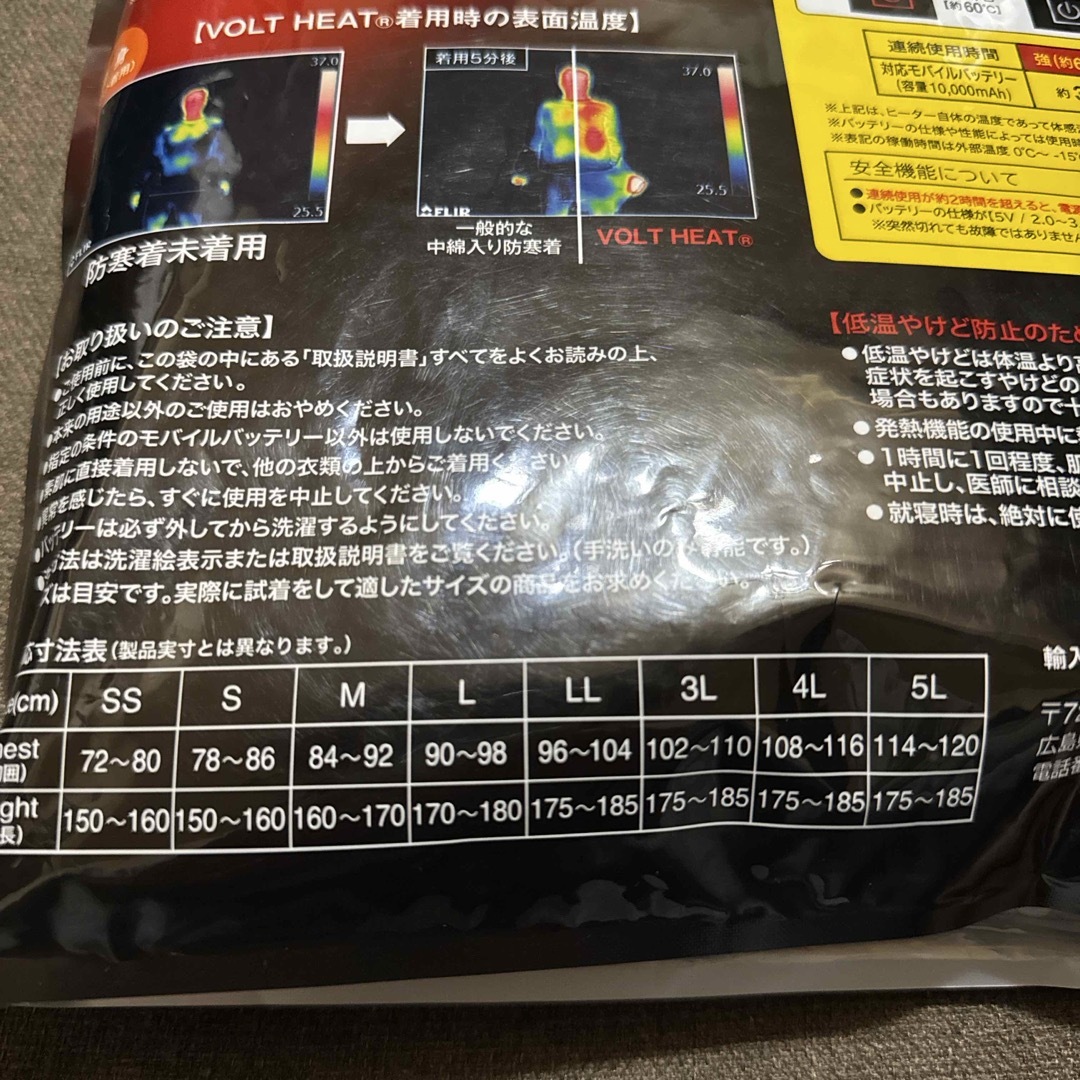 【VOLT HEAT®着用時の表面温度】
37.0
25.5
防寒着未着用
着用5分後
37.0
25.5
FLIR
一般的な
中綿入り防寒着
VOLT HEAT®
[約60℃]
連続使用時間
強(約6
対応モバイルバッテリー
(容量10,000mAh)
約3
※上記は、ヒーター自体の温度であって体感
※バッテリーの仕様や性能によっては使用時
※表記の稼働時間は外部温度 0℃~ -15
安全機能について
●連続使用が約2時間を超えると、電
●バッテリーの仕様が[5V / 2.0~3
※突然切れても故障ではありません
【お取り扱いのご注意】
●ご使用前に、この袋の中にある「取扱説明書」すべてをよくお読みの上、
正しく使用してください。
●本来の用途以外のご使用はおやめください。
●指定の条件のモバイルバッテリー以外は使用しないでください。
●素肌に直接着用しないで、他の衣類の上からご着用ください
●異常を感じたら、すぐに使用を中止してください。
●バッテリーは必ず外してから洗濯するようにしてください。
法は洗濯絵表示または取扱説明書をご覧ください。(手洗いのみ可能です。)
ズは目安です。実際に試着をして適したサイズの商品をお求めください。
【低温やけど防止のため
●低温やけどは体温より
症状を起こすやけどの
場合もありますので十
●発熱機能の使用中に
●1時間に1回程度、肌
中止し、医師に相談
●就寝時は、絶対に使
寸法表(製品実寸とは異なります。)
(cm) SS S M L LL 3L 4L 5L
hest 72~80 78~86 84~92 90~98 96~104 102~110 108~116 114~120
囲)
ght 150~160 150~160 160~170 170~180 175~185 175~185 175~185 175~185
長)
輸入
〒72
広島
電話番